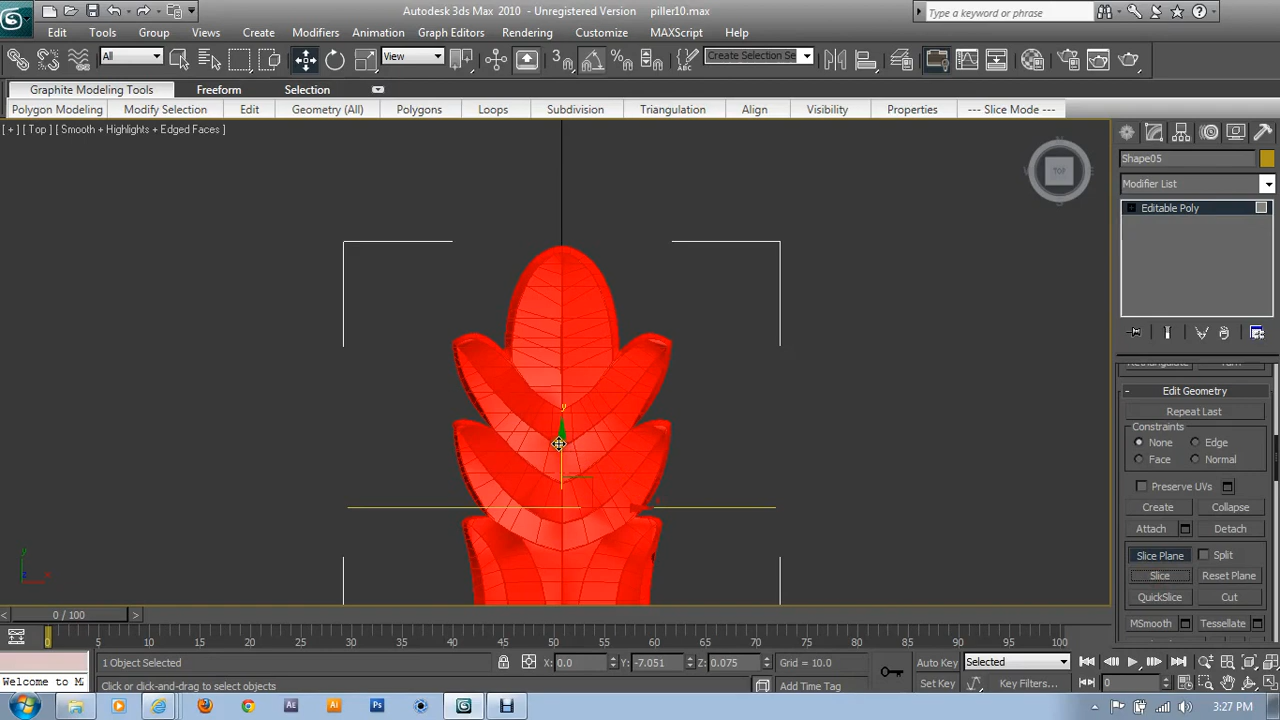 Autodesk 3ds Max 2010 - Unregistered Version piller10.max
Type a keyword or phrase
Edit Tools Group Views Create Modifiers Animation Graph Editors Rendering Customize MAXScript Help
All View 3 Create Selection Se
Graphite Modeling Tools Freeform Selection
Polygon Modeling Modify Selection Edit Geometry (All) Polygons Loops Subdivision Triangulation Align Visibility Properties --- Slice Mode ---
[ + ] [ Top ] [ Smooth + Highlights + Edged Faces ]
TOP
Shape05
Modifier List
Editable Poly
Edit Geometry
Repeat Last
Constraints
None Edge
Face Normal
Preserve UVs
Create Collapse
Attach Detach
Slice Plane Split
Slice Reset Plane
QuickSlice Cut
MSmooth Tessellate
y
y
x
0 / 100
0 5 10 15 20 25 30 35 40 45 50 55 60 65 70 75 80 85 90 95 100
1 Object Selected X: 0.0 Y: -7.051 Z: 0.075 Grid = 10.0 Auto Key Selected
Welcome to M Click or click-and-drag to select objects Add Time Tag Set Key Key Filters... 0
Ae Ai Ps 3:27 PM